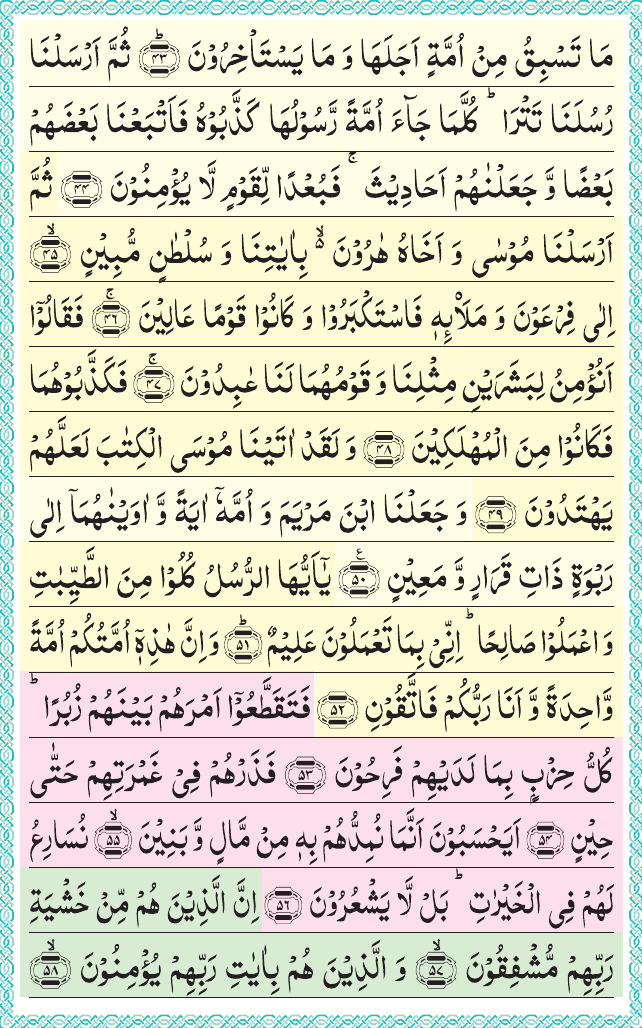 مَا تَسْبِقُ مِنْ اُمَّةٍ اَجَلَهَا وَ مَا يَسْتَاْخِرُوْنَ ؕ﴿۴۳﴾ ثُمَّ اَرْسَلْنَا
رُسُلَنَا تَتْرَا ؕ كُلَّمَا جَآءَ اُمَّةً رَّسُوْلُهَا كَذَّبُوْهُ فَاَتْبَعْنَا بَعْضَهُمْ
بَعْضًا وَّ جَعَلْنٰهُمْ اَحَادِيْثَ ۚ فَبُعْدًا لِّقَوْمٍ لَّا يُؤْمِنُوْنَ ﴿۴۴﴾ ثُمَّ
اَرْسَلْنَا مُوْسٰى وَ اَخَاهُ هٰرُوْنَ ۬ۙ بِاٰيٰتِنَا وَ سُلْطٰنٍ مُّبِيْنٍ ۙ﴿۴۵﴾
اِلٰى فِرْعَوْنَ وَ مَلَا۠ئِهٖ فَاسْتَكْبَرُوْا وَ كَانُوْا قَوْمًا عَالِيْنَ ۚ﴿۴۶﴾ فَقَالُوْۤا
اَنُؤْمِنُ لِبَشَرَيْنِ مِثْلِنَا وَ قَوْمُهُمَا لَنَا عٰبِدُوْنَ ۚ﴿۴۷﴾ فَكَذَّبُوْهُمَا
فَكَانُوْا مِنَ الْمُهْلَكِيْنَ ﴿۴۸﴾ وَ لَقَدْ اٰتَيْنَا مُوْسَى الْكِتٰبَ لَعَلَّهُمْ
يَهْتَدُوْنَ ﴿۴۹﴾ وَ جَعَلْنَا ابْنَ مَرْيَمَ وَ اُمَّهٗۤ اٰيَةً وَّ اٰوَيْنٰهُمَاۤ اِلٰى
رَبْوَةٍ ذَاتِ قَرَارٍ وَّ مَعِيْنٍ ﴿۵۰﴾ع يٰۤاَيُّهَا الرُّسُلُ كُلُوْا مِنَ الطَّيِّبٰتِ
وَ اعْمَلُوْا صَالِحًا ؕ اِنِّيْ بِمَا تَعْمَلُوْنَ عَلِيْمٌ ؕ﴿۵۱﴾ وَ اِنَّ هٰذِهٖۤ اُمَّتُكُمْ اُمَّةً
وَّاحِدَةً وَّ اَنَا رَبُّكُمْ فَاتَّقُوْنِ ﴿۵۲﴾ فَتَقَطَّعُوْۤا اَمْرَهُمْ بَيْنَهُمْ زُبُرًا ؕ
كُلُّ حِزْبٍۭ بِمَا لَدَيْهِمْ فَرِحُوْنَ ﴿۵۳﴾ فَذَرْهُمْ فِيْ غَمْرَتِهِمْ حَتّٰى
حِيْنٍ ﴿۵۴﴾ اَيَحْسَبُوْنَ اَنَّمَا نُمِدُّهُمْ بِهٖ مِنْ مَّالٍ وَّ بَنِيْنَ ۙ﴿۵۵﴾ نُسَارِعُ
لَهُمْ فِي الْخَيْرٰتِ ؕ بَلْ لَّا يَشْعُرُوْنَ ﴿۵۶﴾ اِنَّ الَّذِيْنَ هُمْ مِّنْ خَشْيَةِ
رَبِّهِمْ مُّشْفِقُوْنَ ۙ﴿۵۷﴾ وَ الَّذِيْنَ هُمْ بِاٰيٰتِ رَبِّهِمْ يُؤْمِنُوْنَ ۙ﴿۵۸﴾